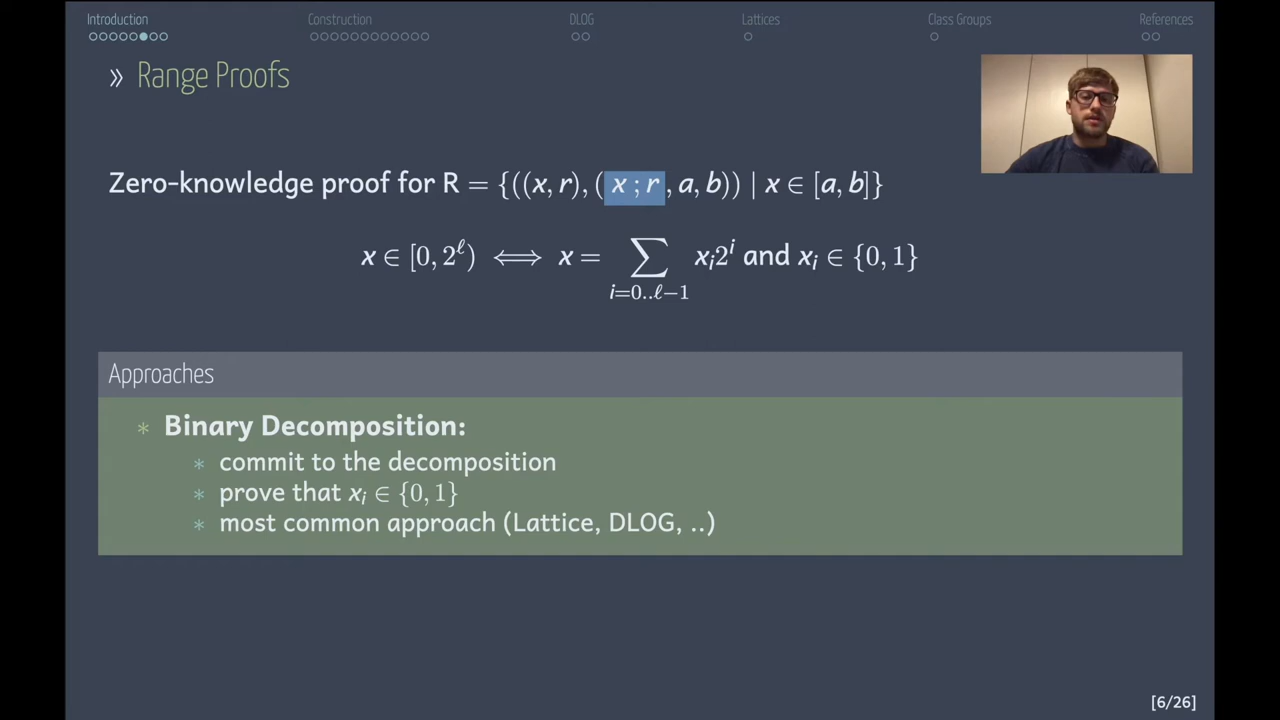 Introduction Construction DLOG Lattices Class Groups References
» Range Proofs
Zero-knowledge proof for R = {((x, r), ( x ; r , a, b)) | x ∈ [a, b]}
x ∈ [0, 2^ℓ) ⟺ x = ∑_{i=0..ℓ−1} x_i 2^i and x_i ∈ {0, 1}
Approaches
* Binary Decomposition:
* commit to the decomposition
* prove that x_i ∈ {0, 1}
* most common approach (Lattice, DLOG, ..)
[6/26]